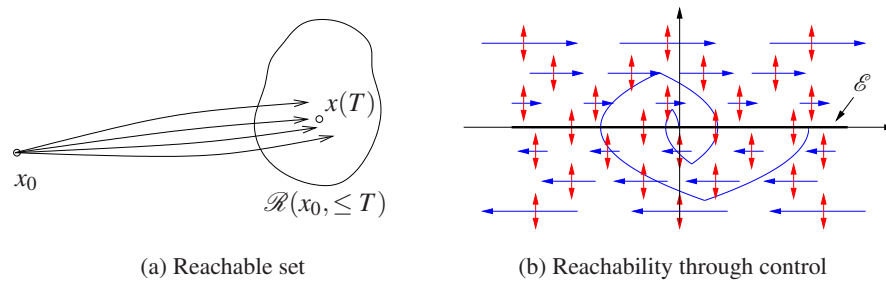 x(T)
ℰ
x₀
ℛ(x₀, ≤ T)
(a) Reachable set
(b) Reachability through control